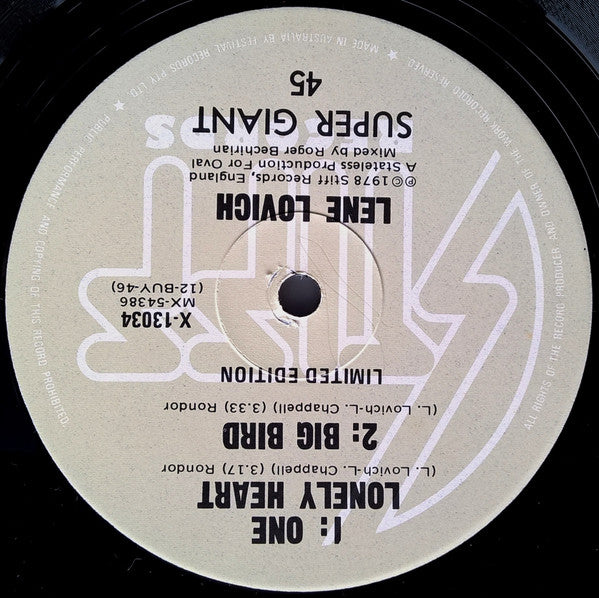 1: ONE
LONELY HEART
(L. Lovich-L. Chappell) (3.17) Rondor
2: BIG BIRD
(L. Lovich-L. Chappell) (3.33) Rondor
LIMITED EDITION
STIFF
X-13034
MX-54386
(12-BUY-46)
LENE LOVICH
℗©1978 Stiff Records, England
A Stateless Production For Oval
Mixed by Roger Bechirian
RECORDS
SUPER GIANT
45
ALL RIGHTS OF THE RECORD PRODUCER AND OWNER OF THE WORK RECORDED RESERVED ★ MADE IN AUSTRALIA BY FESTIVAL RECORDS PTY. LTD. ★ PUBLIC PERFORMANCE AND COPYING OF THIS RECORD PROHIBITED.